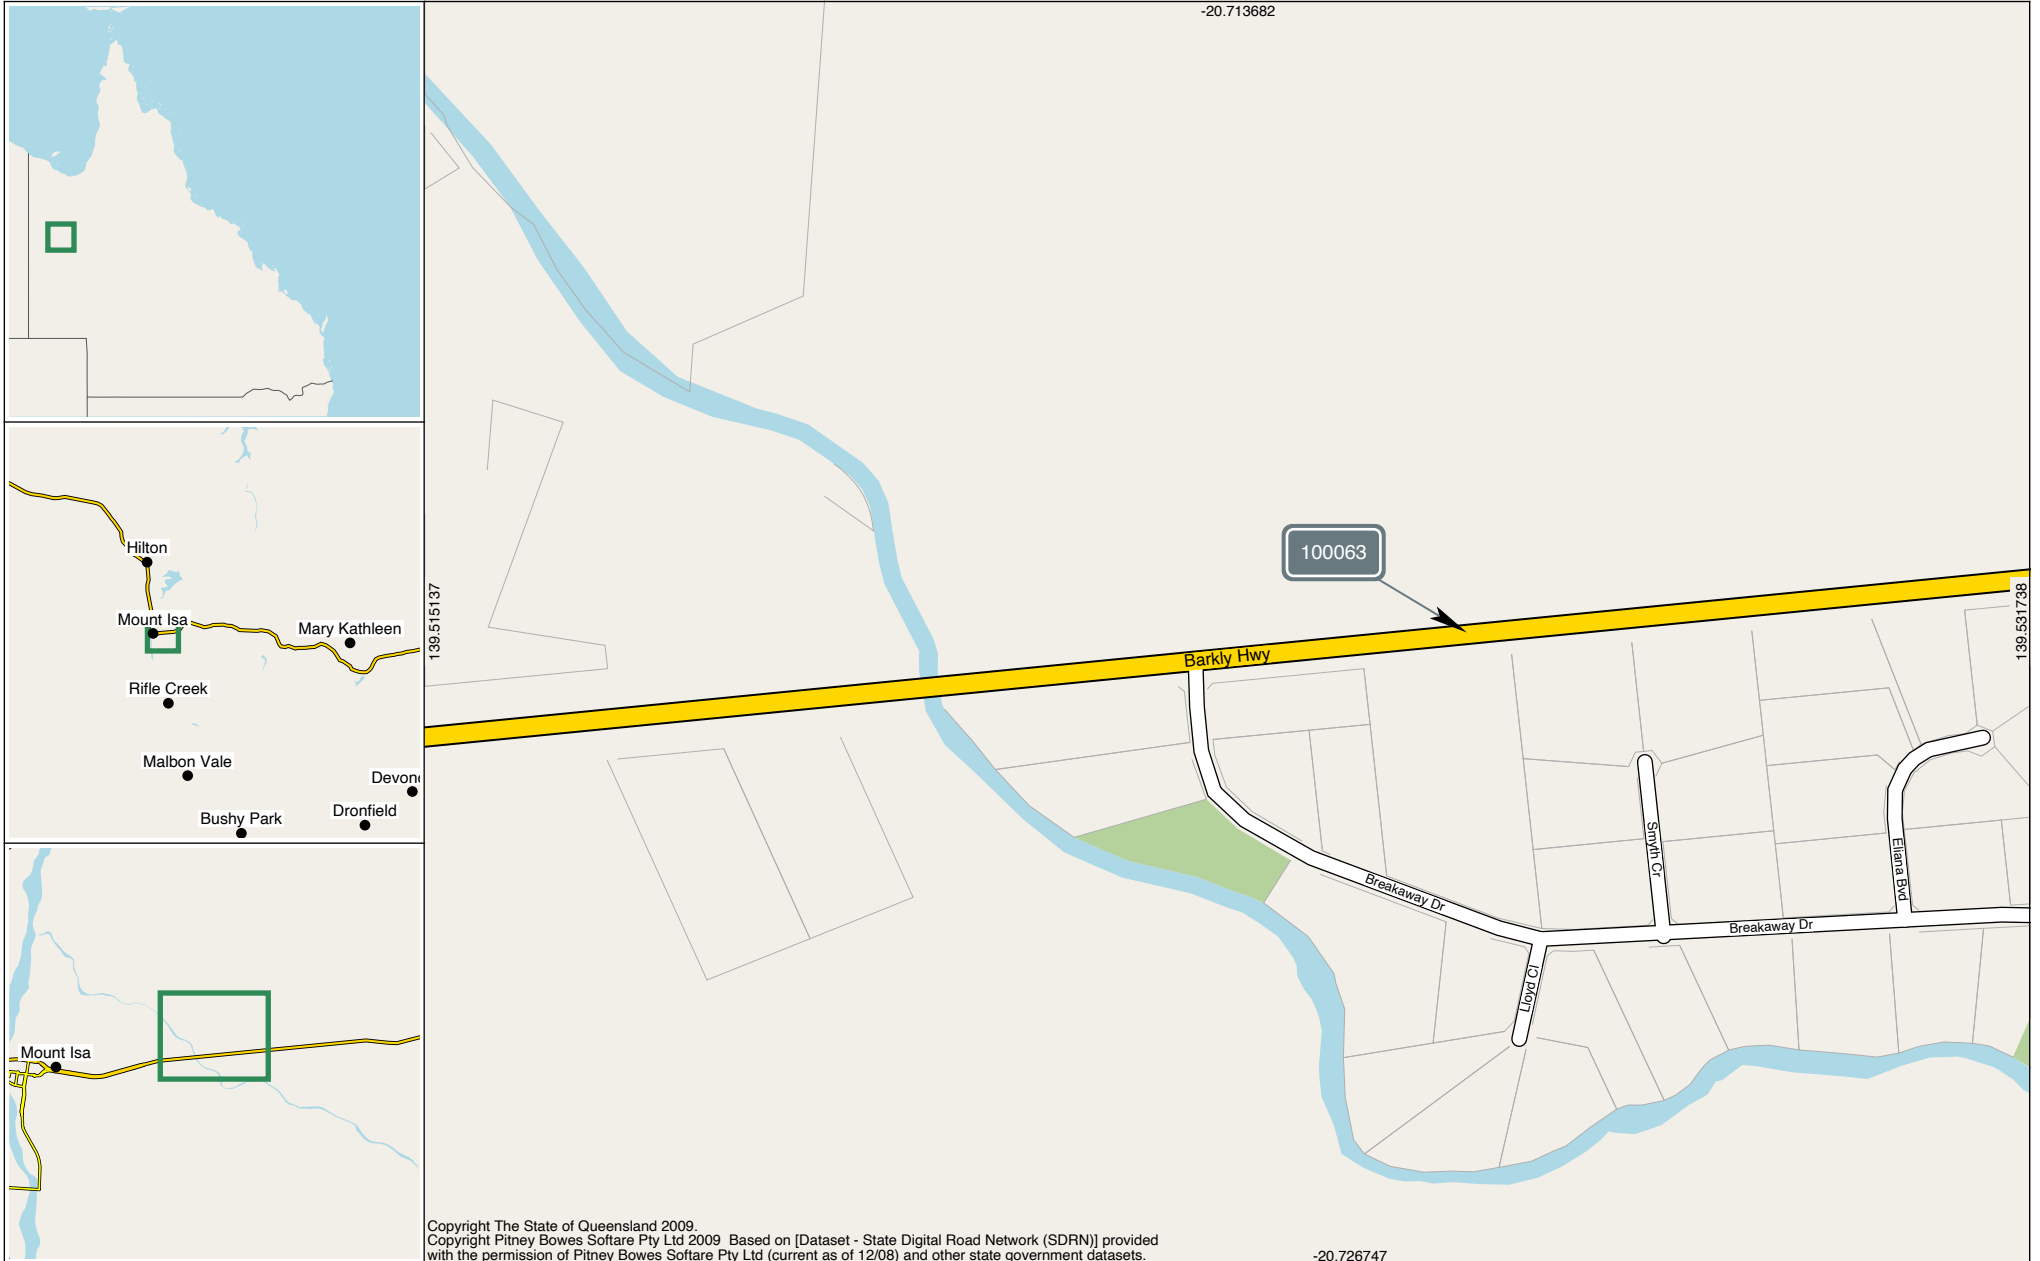 -20.713682
Hilton
Mount Isa
Mary Kathleen
Rifle Creek
Malbon Vale
Devon
Dronfield
Bushy Park
Mount Isa
139.515137
100063
139.531738
Barkly Hwy
Smyth Cr
Eliana Bvd
Breakaway Dr
Breakaway Dr
Lloyd Cl
Copyright The State of Queensland 2009.
Copyright Pitney Bowes Softare Pty Ltd 2009 Based on [Dataset - State Digital Road Network (SDRN)] provided
with the permission of Pitney Bowes Softare Pty Ltd (current as of 12/08) and other state government datasets.
-20.726747